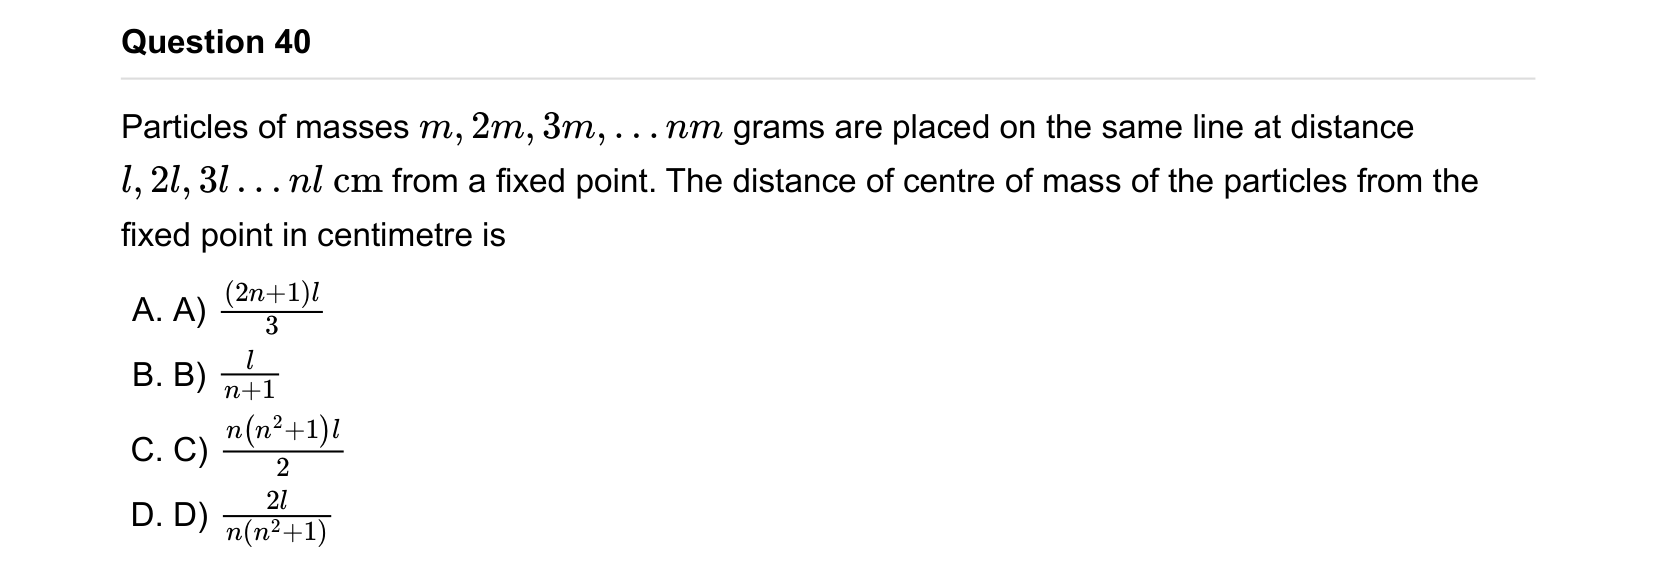 Question 40
Particles of masses $m, 2m, 3m, \ldots nm$ grams are placed on the same line at distance
$l, 2l, 3l \ldots nl$ cm from a fixed point. The distance of centre of mass of the particles from the
fixed point in centimetre is
A. A) $\frac{(2n+1)l}{3}$
B. B) $\frac{l}{n+1}$
C. C) $\frac{n(n^2+1)l}{2}$
D. D) $\frac{2l}{n(n^2+1)}$